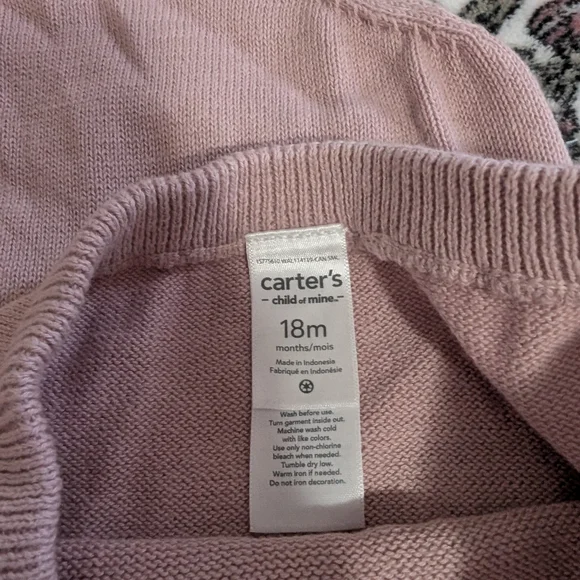 carter's
child of mine™
18m
months/mois
Made in Indonesia
Fabriqué en Indonésie
Wash before use.
Turn garment inside out.
Machine wash cold
with like colors.
Use only non-chlorine
bleach when needed.
Tumble dry low.
Warm iron if needed.
Do not iron decoration.